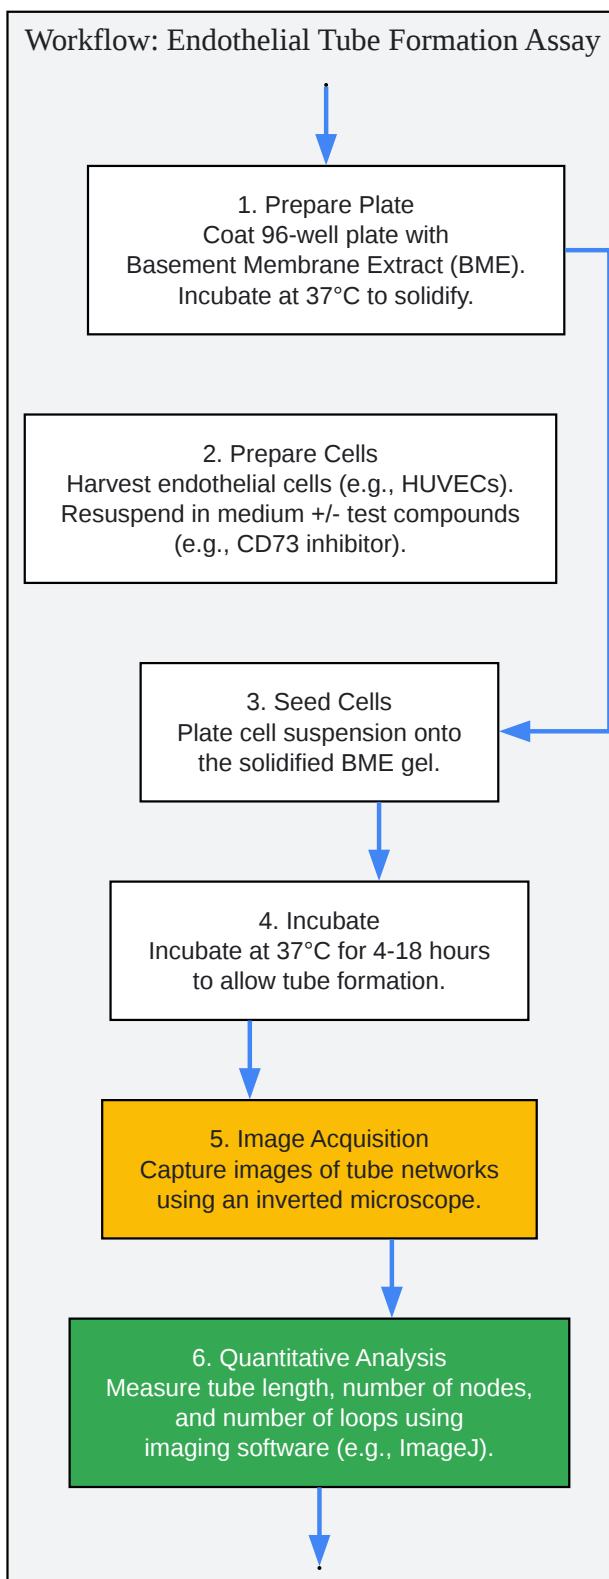 Workflow: Endothelial Tube Formation Assay
1. Prepare Plate
Coat 96-well plate with
Basement Membrane Extract (BME).
Incubate at 37°C to solidify.
2. Prepare Cells
Harvest endothelial cells (e.g., HUVECs).
Resuspend in medium +/- test compounds
(e.g., CD73 inhibitor).
3. Seed Cells
Plate cell suspension onto
the solidified BME gel.
4. Incubate
Incubate at 37°C for 4-18 hours
to allow tube formation.
5. Image Acquisition
Capture images of tube networks
using an inverted microscope.
6. Quantitative Analysis
Measure tube length, number of nodes,
and number of loops using
imaging software (e.g., ImageJ).